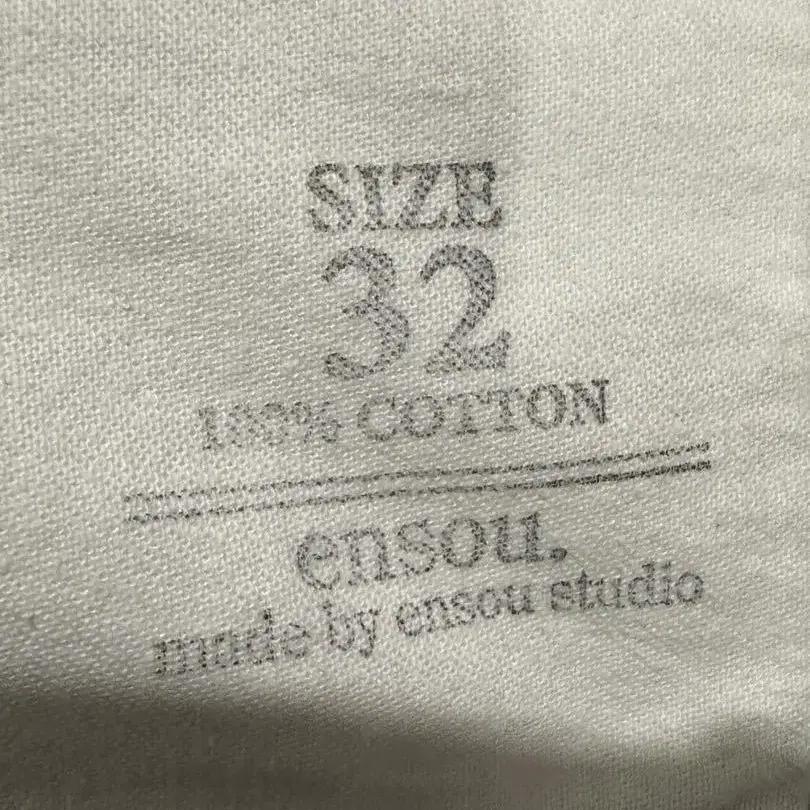 SIZE
32
100% COTTON
ensou.
made by ensou studio